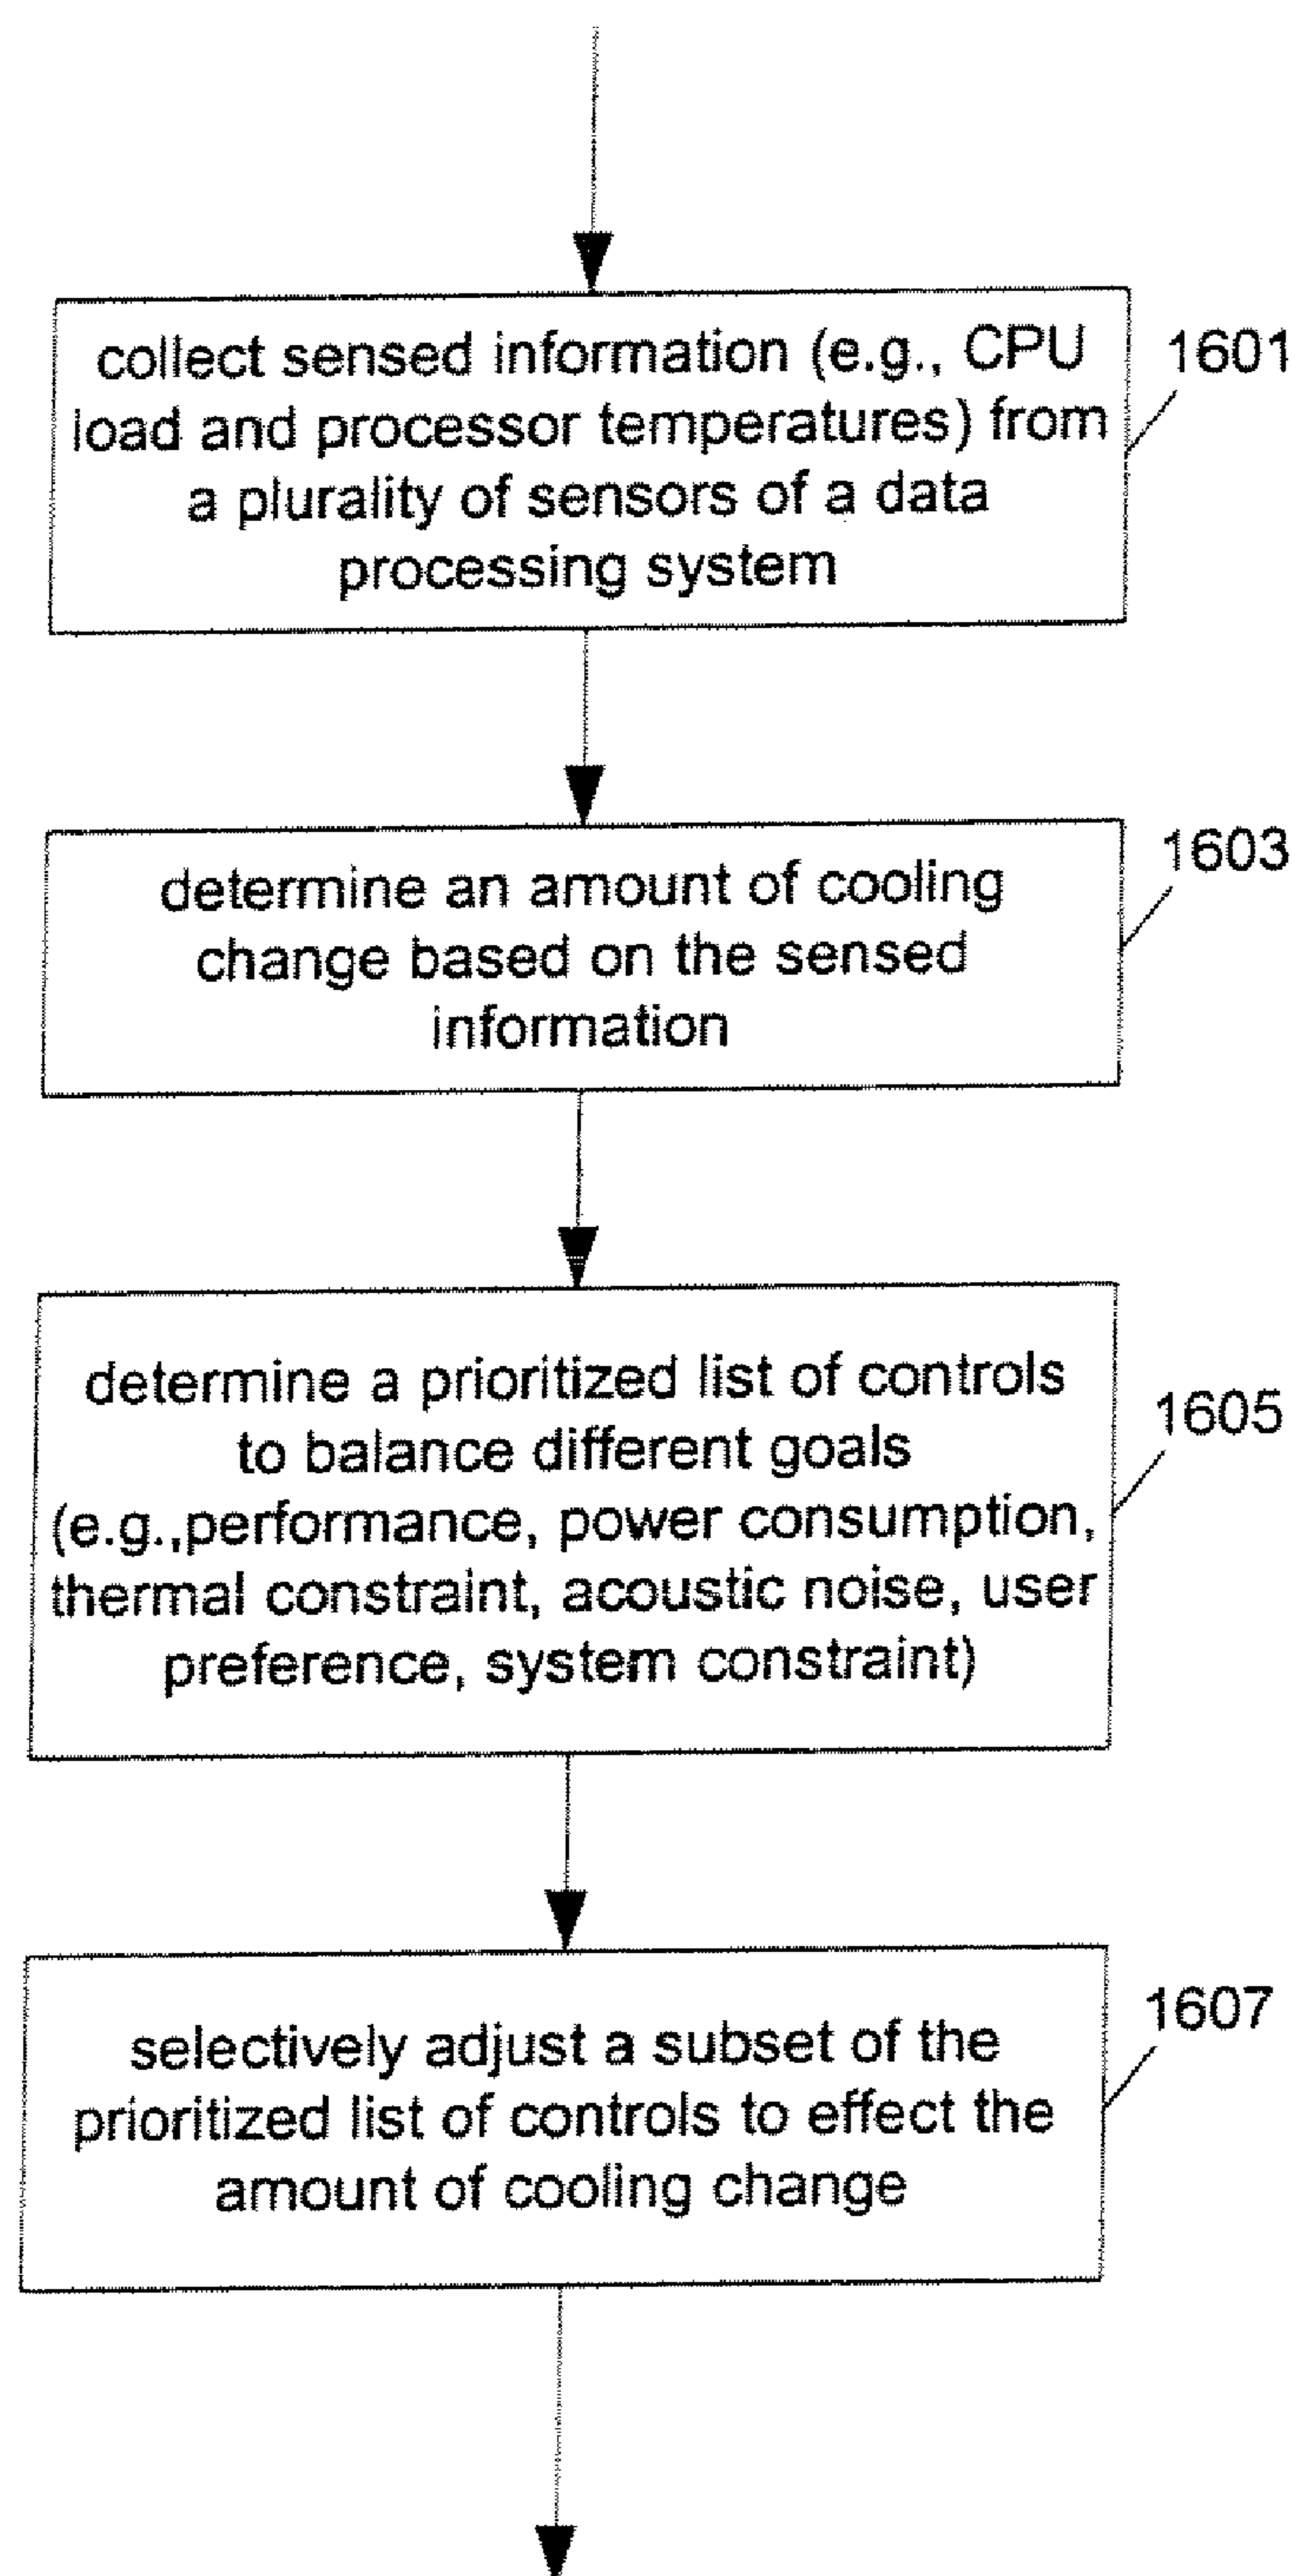 collect sensed information (e.g., CPU
load and processor temperatures) from
a plurality of sensors of a data
processing system
1601
determine an amount of cooling
change based on the sensed
information
1603
determine a prioritized list of controls
to balance different goals
(e.g.,performance, power consumption,
thermal constraint, acoustic noise, user
preference, system constraint)
1605
selectively adjust a subset of the
prioritized list of controls to effect the
amount of cooling change
1607